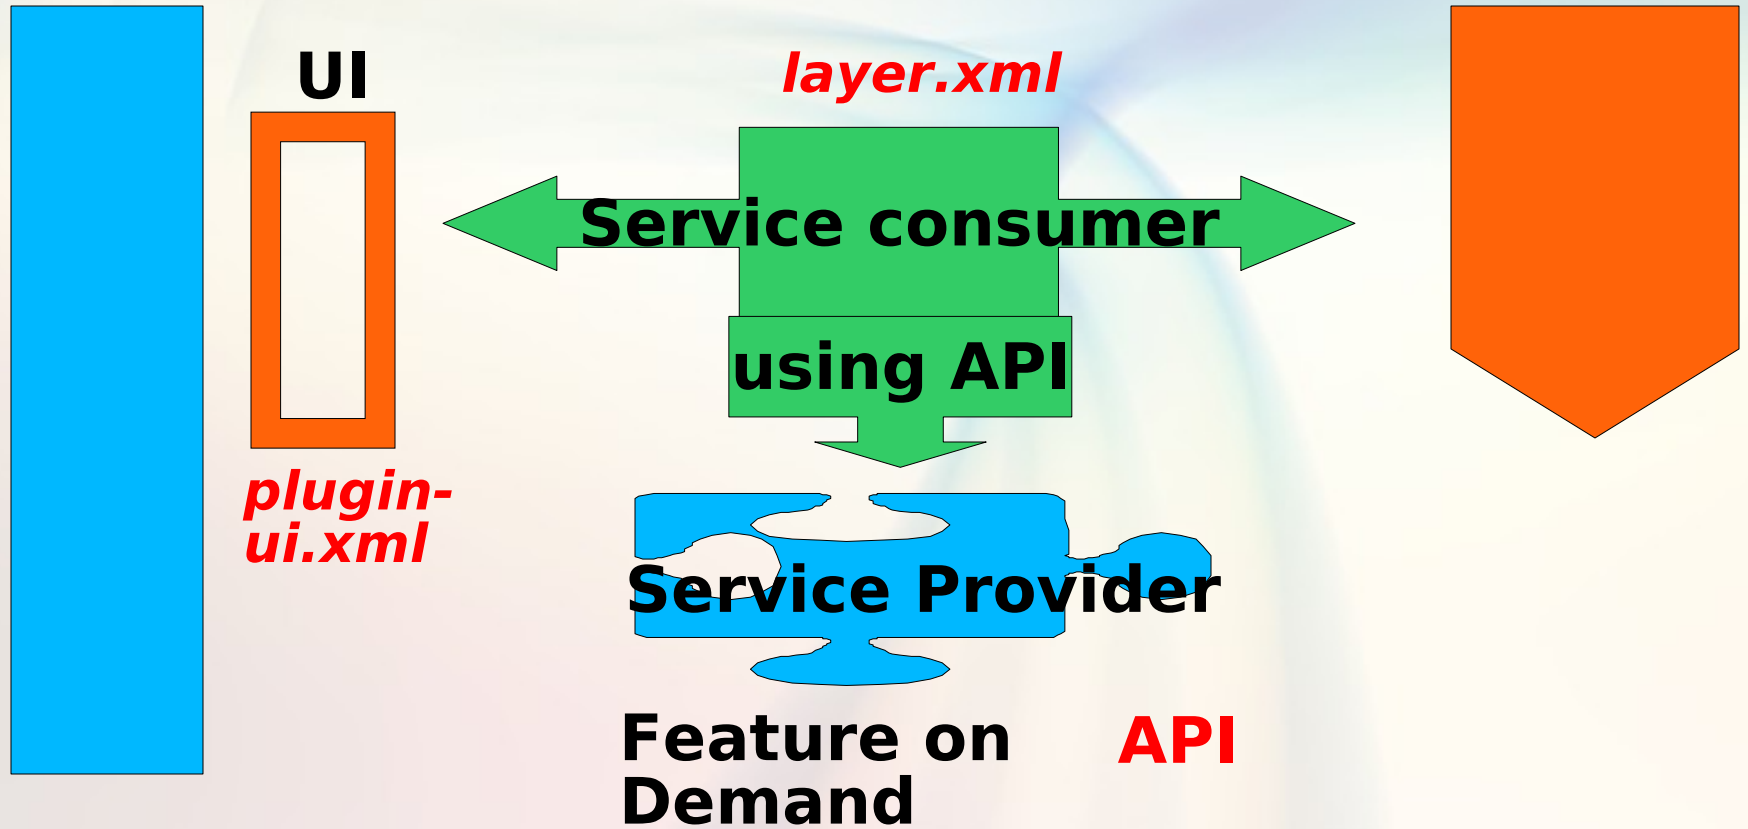 UI
layer.xml
Service consumer
using API
plugin-
ui.xml
Service Provider
Feature on
Demand
API